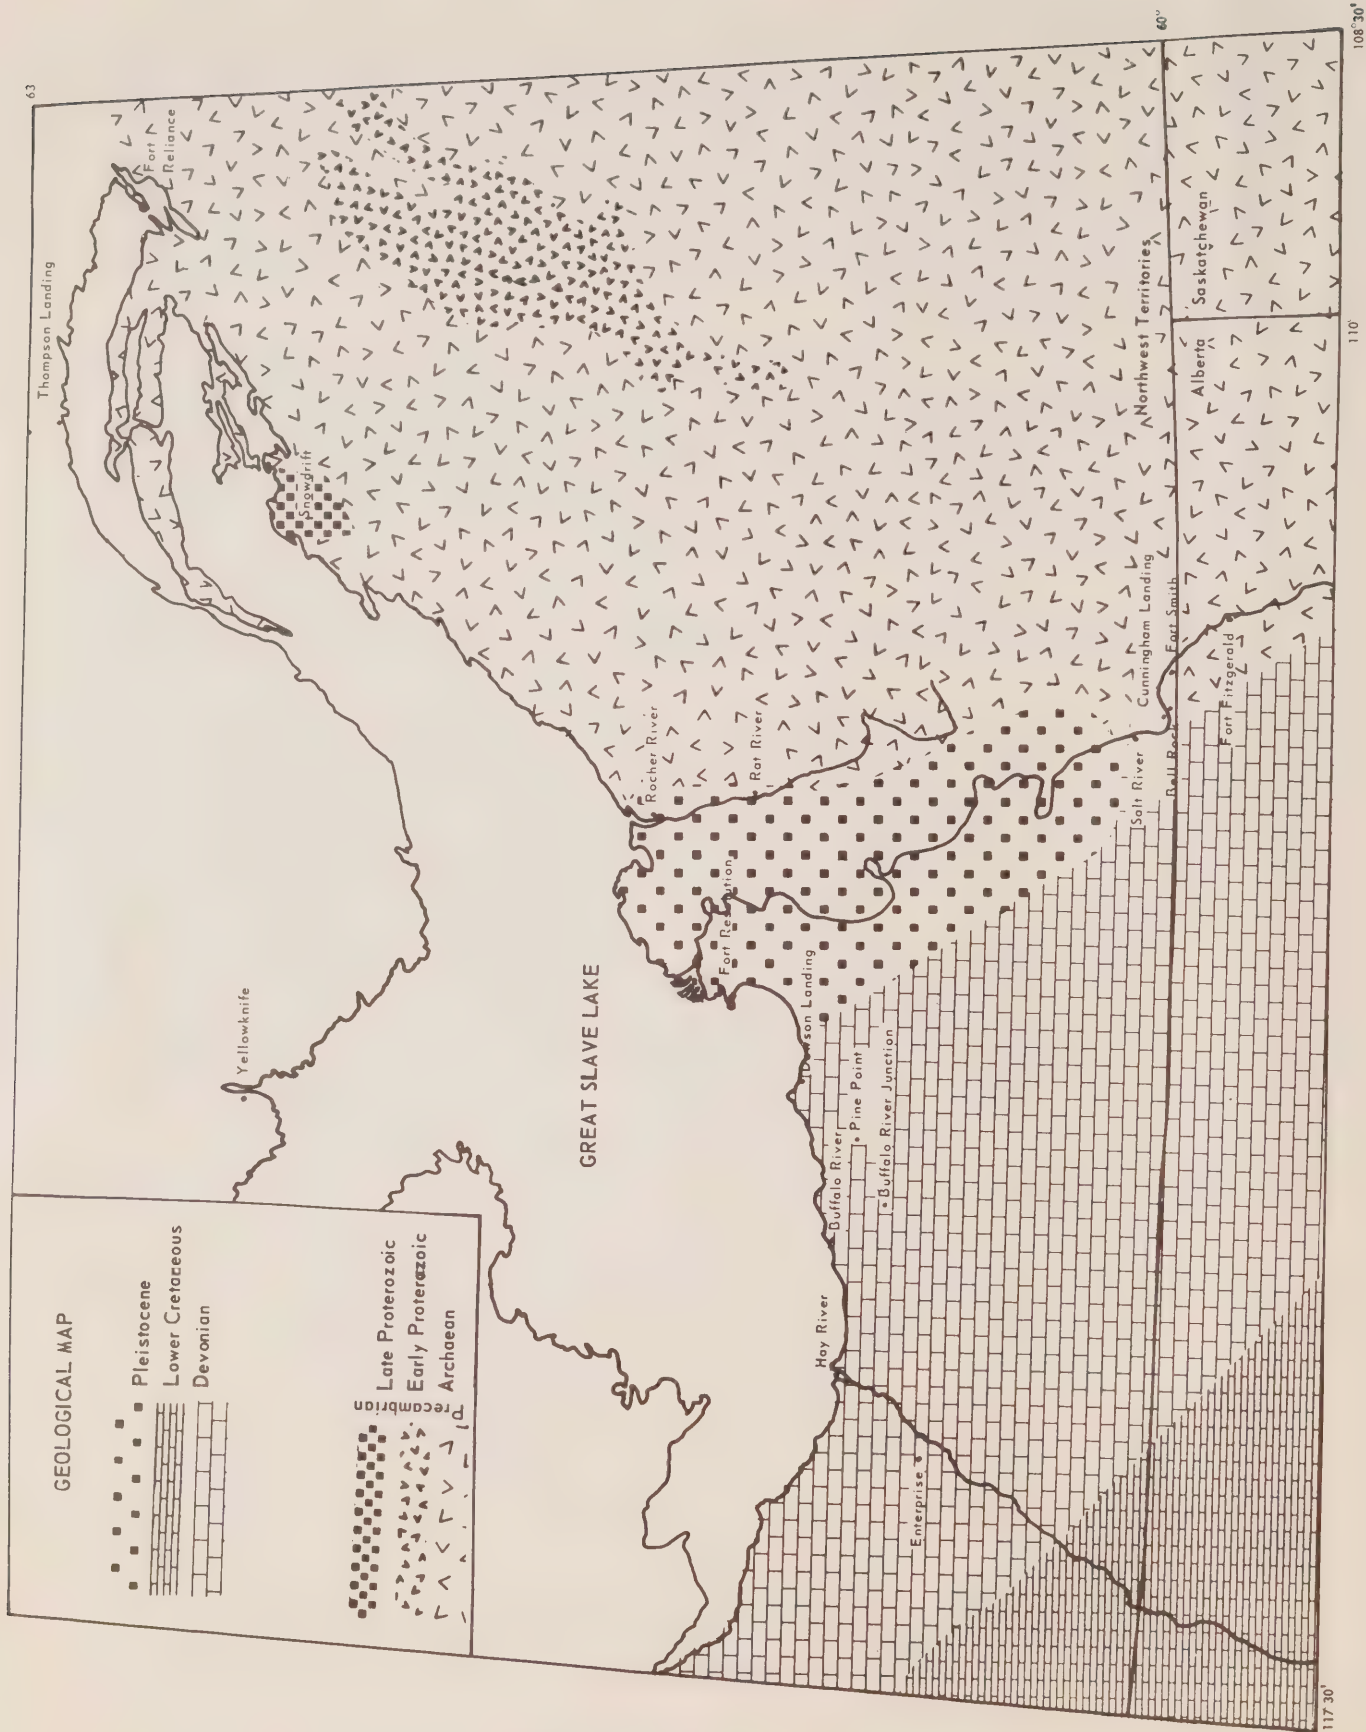 GEOLOGICAL MAP
Pleistocene
Lower Cretaceous
Devonian
Precambrian
Late Proterozoic
Early Proterozoic
Archaean
63
Thompson Landing
Fort
Reliance
Yellowknife
Snowdrift
GREAT SLAVE LAKE
Rocher River
Rat River
Fort Resolution
Dawson Landing
Buffalo River
Pine Point
Buffalo River Junction
Hay River
Enterprise
Salt River
Cunningham Landing
Bell Rock
Fort Smith
Fort Fitzgerald
Northwest Territories
Alberta
Saskatchewan
60°
117 30'
110
108°30'